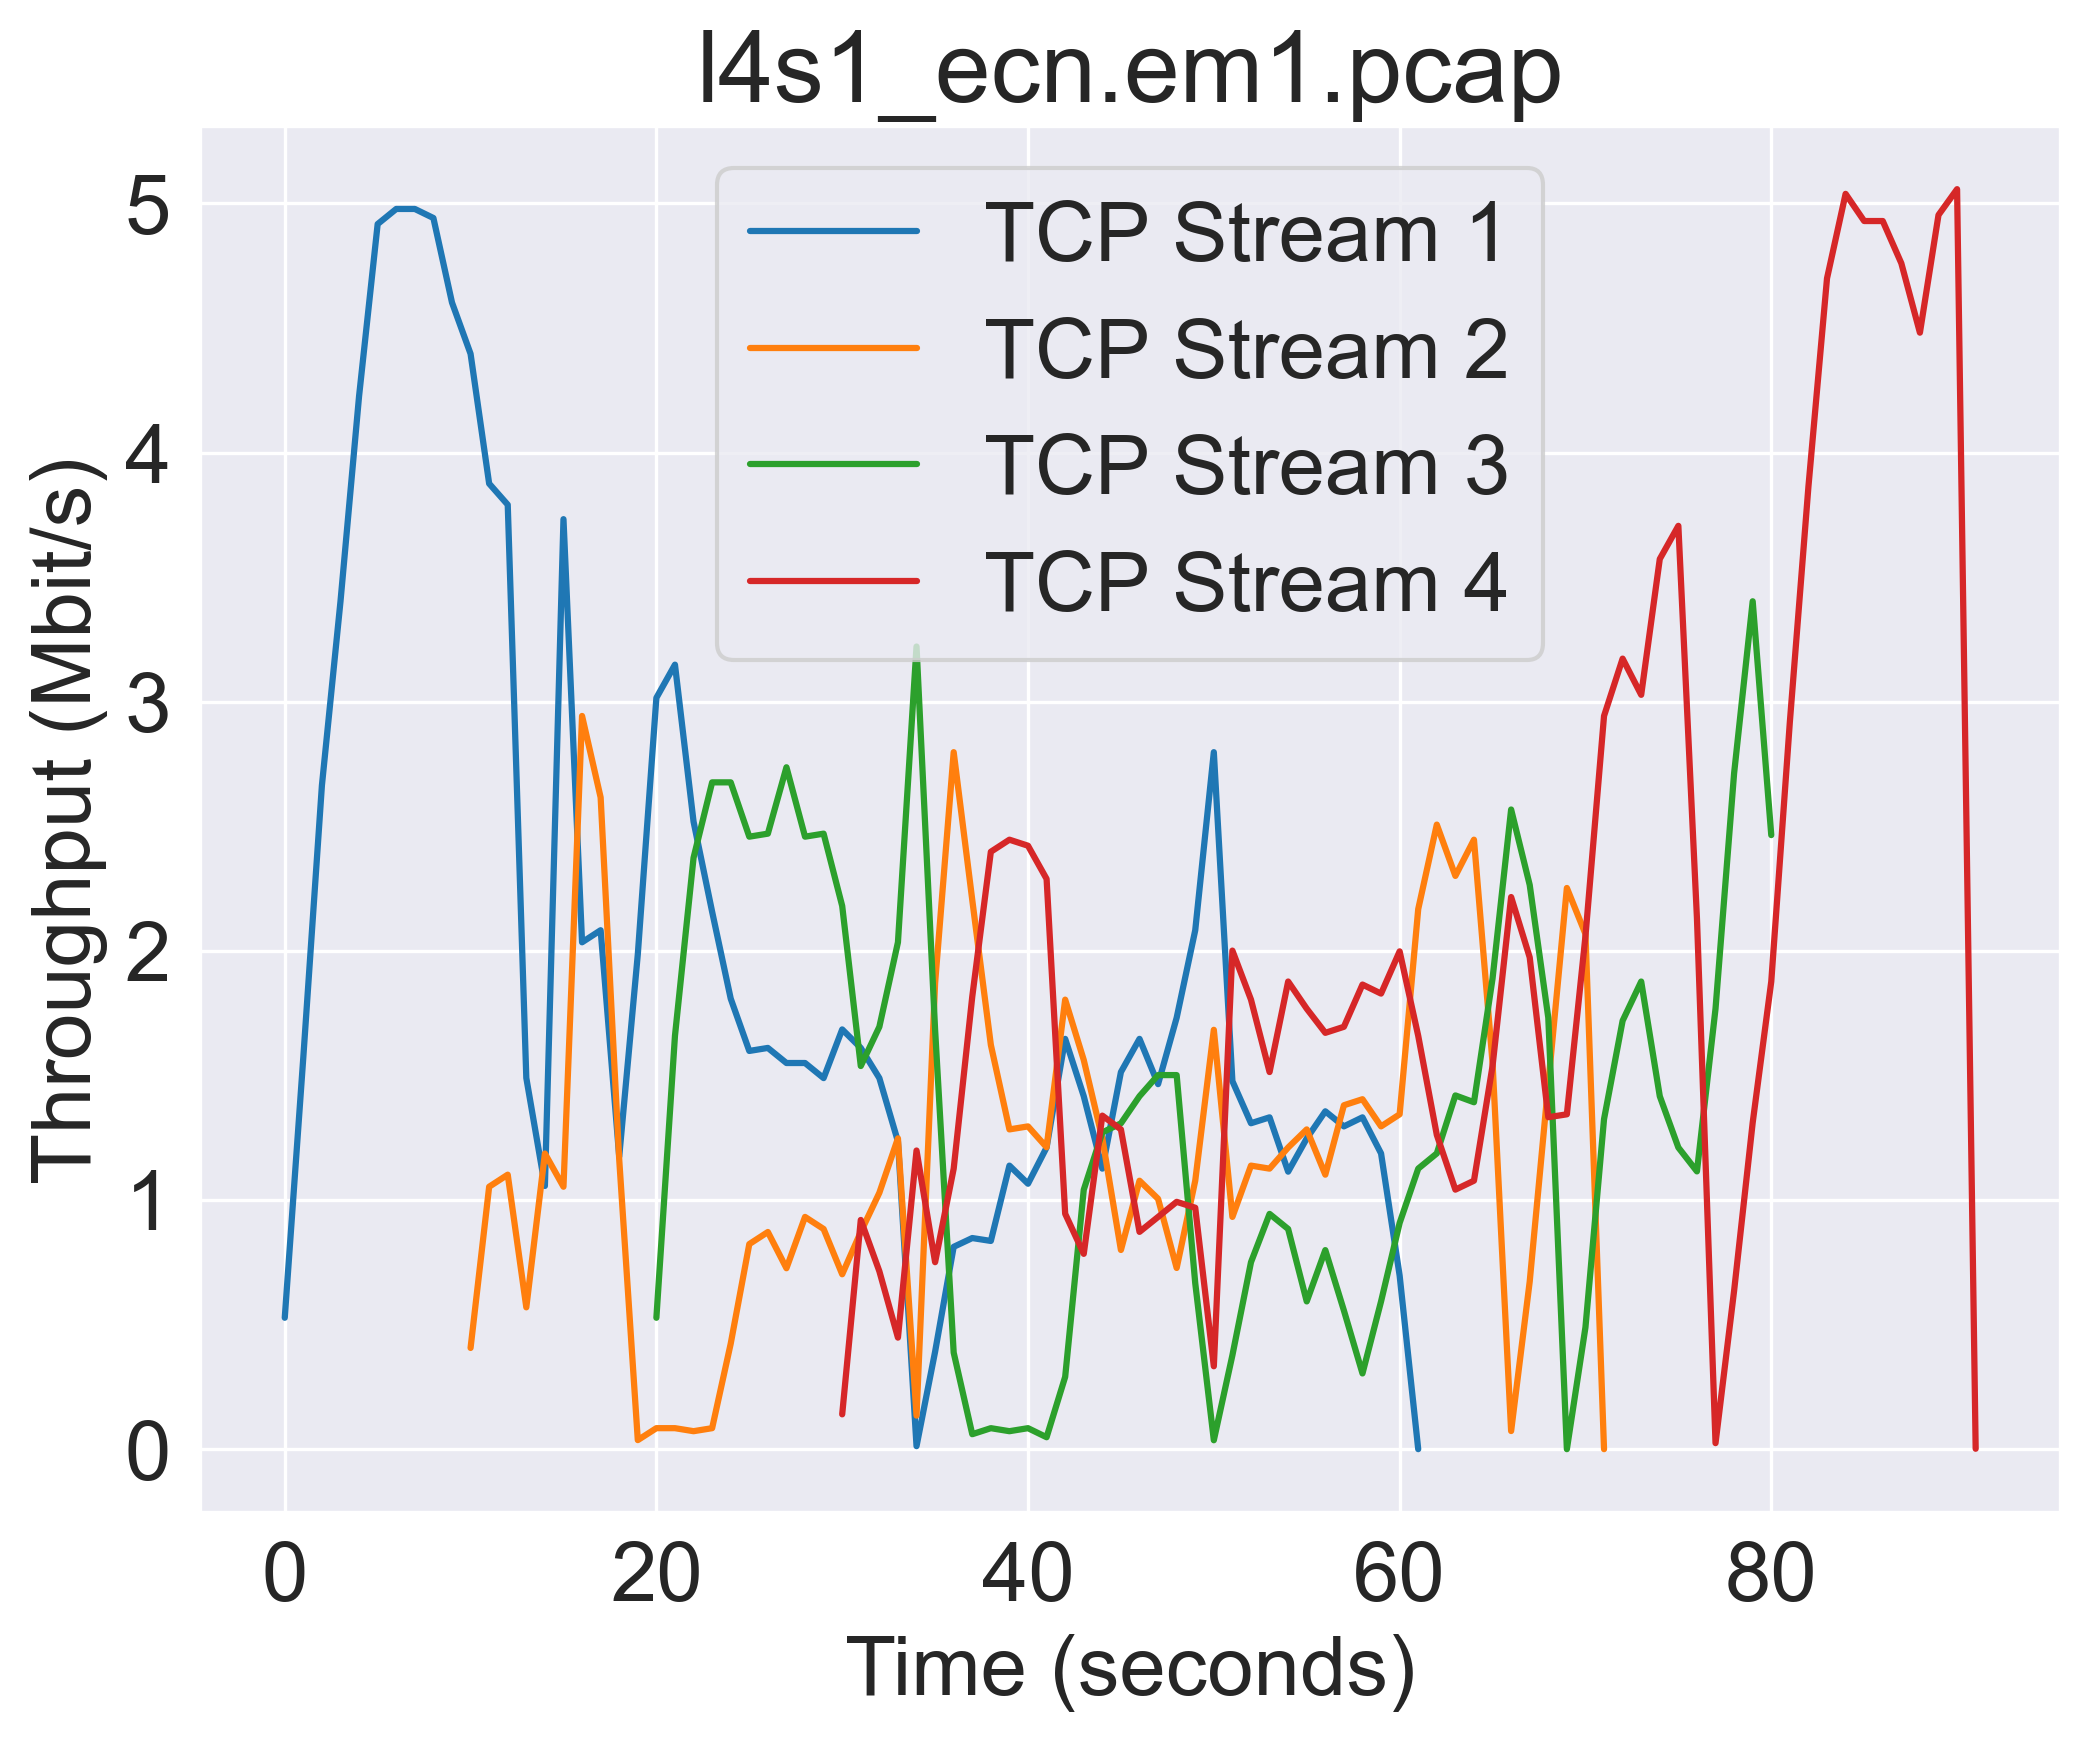 l4s1_ecn.em1.pcap
TCP Stream 1
TCP Stream 2
TCP Stream 3
TCP Stream 4
Throughput (Mbit/s)
5
4
3
2
1
0
0 20 40 60 80
Time (seconds)